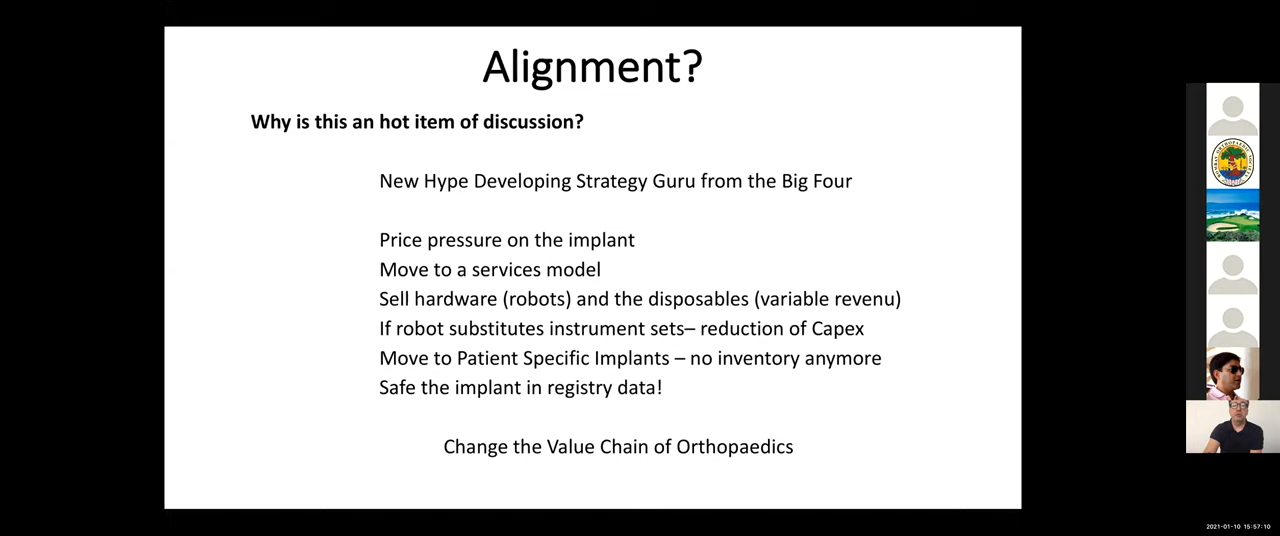 Alignment?
Why is this an hot item of discussion?
New Hype Developing Strategy Guru from the Big Four
Price pressure on the implant
Move to a services model
Sell hardware (robots) and the disposables (variable revenu)
If robot substitutes instrument sets– reduction of Capex
Move to Patient Specific Implants – no inventory anymore
Safe the implant in registry data!
Change the Value Chain of Orthopaedics
2021-01-10 15:57:10